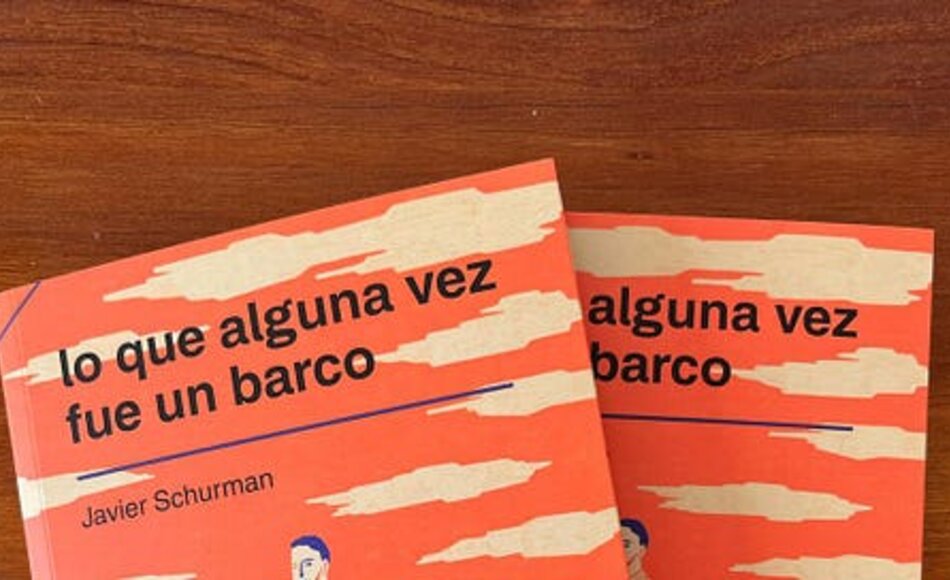 lo que alguna vez
fue un barco
Javier Schurman
alguna vez
barco